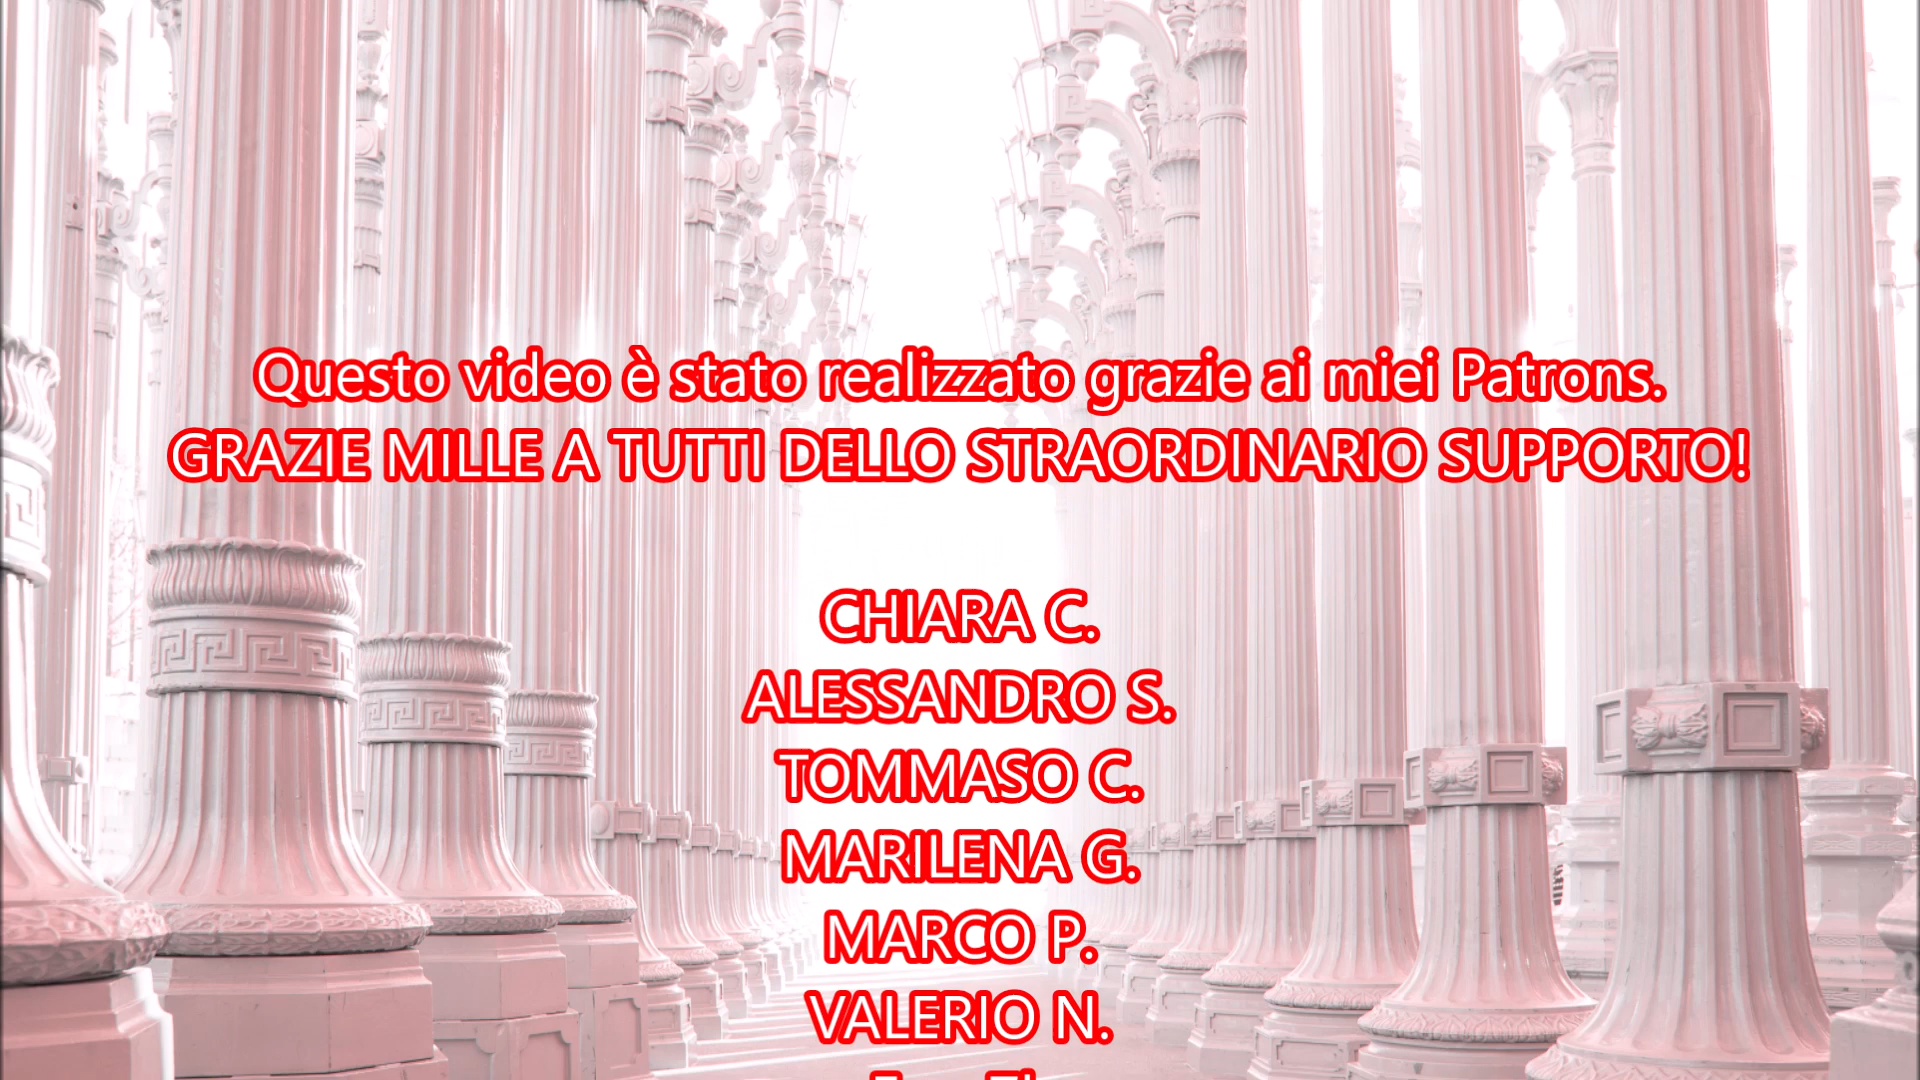 Questo video è stato realizzato grazie ai miei Patrons.
GRAZIE MILLE A TUTTI DELLO STRAORDINARIO SUPPORTO!
CHIARA C.
ALESSANDRO S.
TOMMASO C.
MARILENA G.
MARCO P.
VALERIO N.